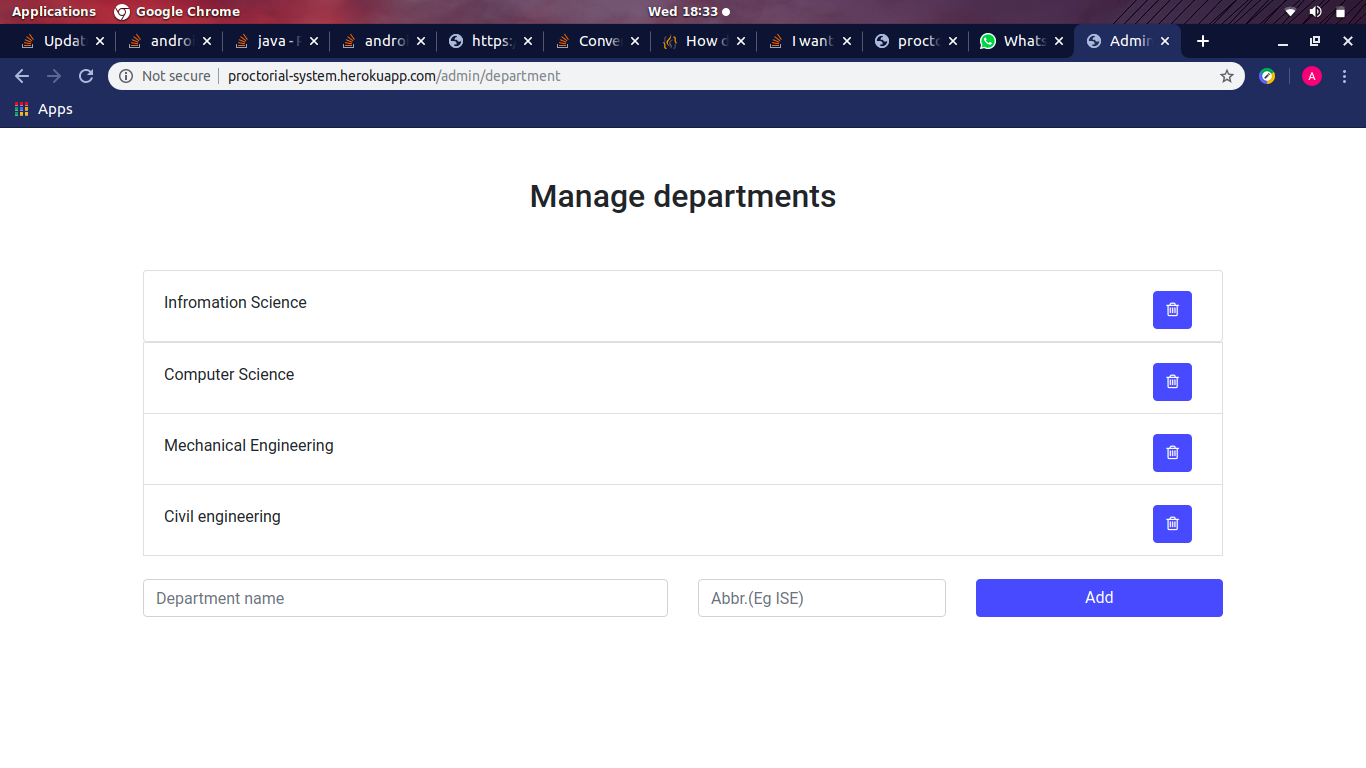 Applications Google Chrome Wed 18:33
Updat andro java - andro https: Conve How d I want procto Whats Admin
Not secure proctorial-system.herokuapp.com/admin/department A
Apps
Manage departments
Infromation Science
Computer Science
Mechanical Engineering
Civil engineering
Department name Abbr.(Eg ISE) Add